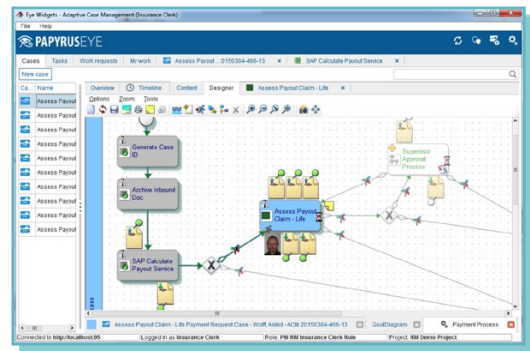 Eye Widgets - Adaptive Case Management (Insurance Clerk)
File Help
PAPYRUSEYE
Cases Tasks Work requests My work Assess Payout ...0150304-466-13 × SAP Calculate Payout Service ×
New case
Ca... Name
Overview Timeline Content Designer Assess Payout Claim - Life ×
Options Zoom Tools
Assess Payout
Assess Payout
Assess Payout
Assess Payout
Assess Payout
Assess Payout
Assess Payout
Assess Payout
Assess Payout
Assess Payout
Generate Case
ID
Archive Inbound
Doc
SAP Calculate
Payout Service
X
Assess Payout
Claim - Life
Supervisor
Approval
Process
X
Assess Payout Claim - Life Payment Request Case - Wolff, Astrid - ACM 20150304-466-13 GoalDiagram Payment Process
Connected to http://localhost:95 Logged in as Insurance Clerk Role: PM RM Insurance Clerk Role Project: RM Demo Project